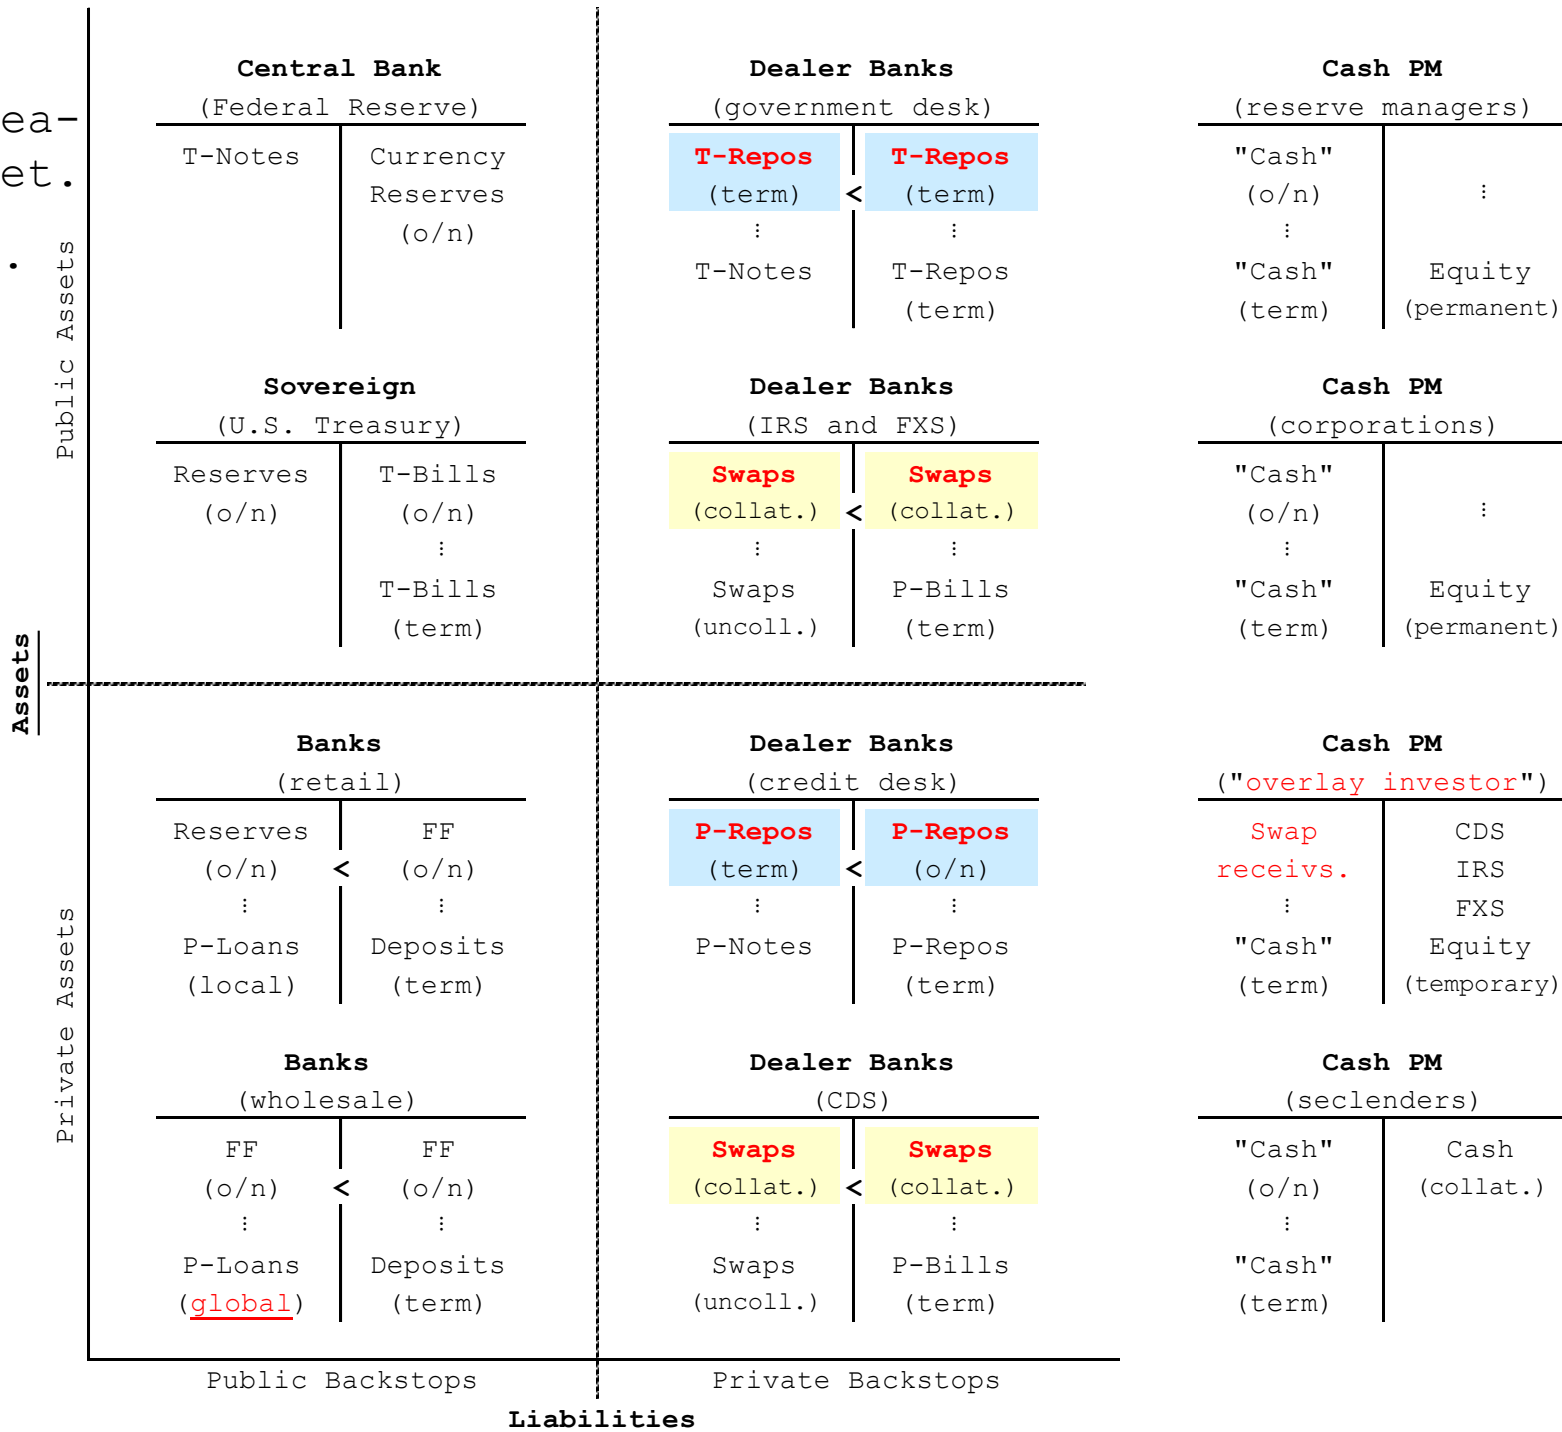 ea-
et.
.
Public Assets
Assets
Private Assets
Central Bank
(Federal Reserve)
T-Notes
Currency
Reserves
(o/n)
Dealer Banks
(government desk)
T-Repos
(term)
⋮
T-Notes
<
T-Repos
(term)
⋮
T-Repos
(term)
Cash PM
(reserve managers)
"Cash"
(o/n)
⋮
"Cash"
(term)
⋮
Equity
(permanent)
Sovereign
(U.S. Treasury)
Reserves
(o/n)
T-Bills
(o/n)
⋮
T-Bills
(term)
Dealer Banks
(IRS and FXS)
Swaps
(collat.)
⋮
Swaps
(uncoll.)
<
Swaps
(collat.)
⋮
P-Bills
(term)
Cash PM
(corporations)
"Cash"
(o/n)
⋮
"Cash"
(term)
⋮
Equity
(permanent)
Banks
(retail)
Reserves
(o/n)
⋮
P-Loans
(local)
<
FF
(o/n)
⋮
Deposits
(term)
Dealer Banks
(credit desk)
P-Repos
(term)
⋮
P-Notes
<
P-Repos
(o/n)
⋮
P-Repos
(term)
Cash PM
("overlay investor")
Swap
receivs.
⋮
"Cash"
(term)
CDS
IRS
FXS
Equity
(temporary)
Banks
(wholesale)
FF
(o/n)
⋮
P-Loans
(global)
<
FF
(o/n)
⋮
Deposits
(term)
Dealer Banks
(CDS)
Swaps
(collat.)
⋮
Swaps
(uncoll.)
<
Swaps
(collat.)
⋮
P-Bills
(term)
Cash PM
(seclenders)
"Cash"
(o/n)
⋮
"Cash"
(term)
Cash
(collat.)
Public Backstops
Private Backstops
Liabilities